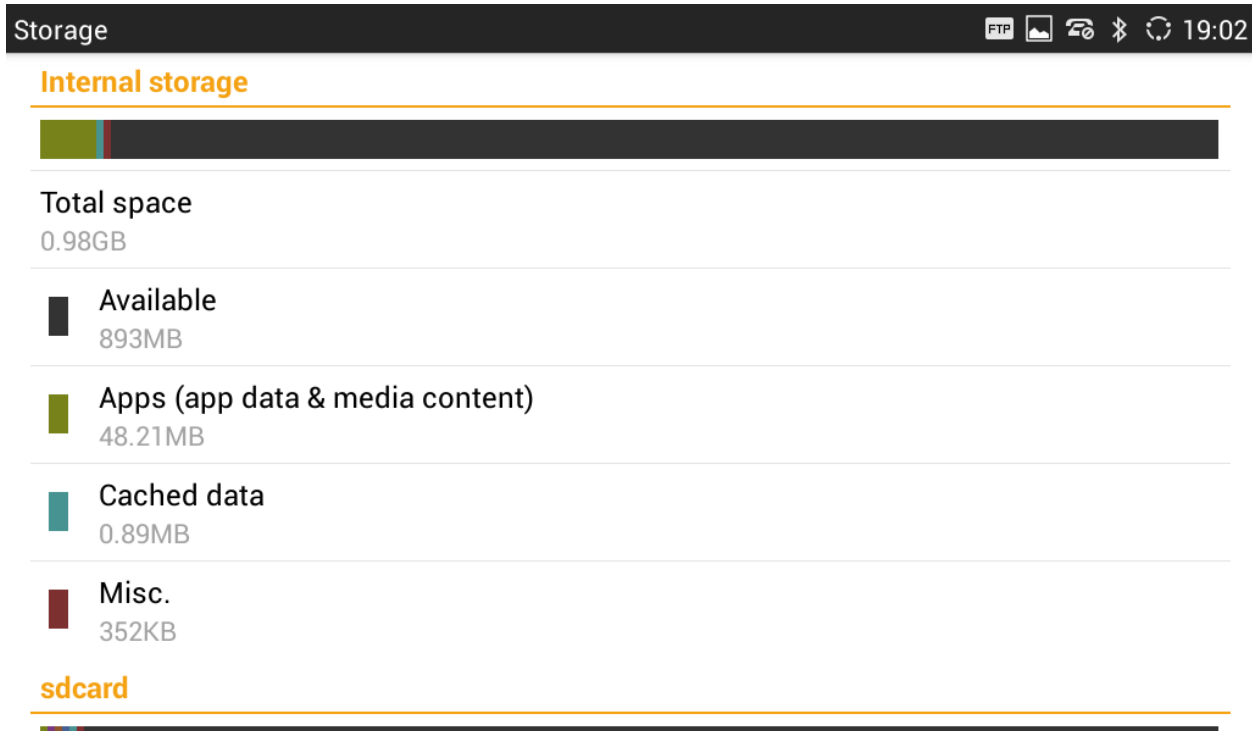 Storage FTP 19:02
Internal storage
Total space
0.98GB
Available
893MB
Apps (app data & media content)
48.21MB
Cached data
0.89MB
Misc.
352KB
sdcard